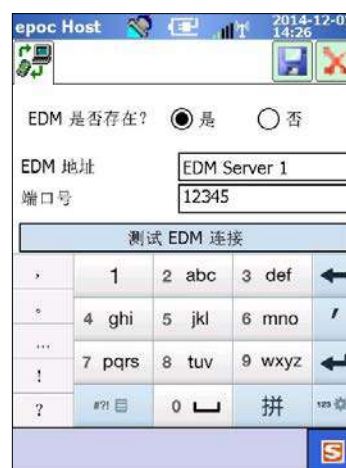 epoc Host 2014-12-0
14:26
EDM 是否存在? 是 否
EDM 地址 EDM Server 1
端口号 12345
测试 EDM 连接
, 1 2 abc 3 def
。 4 ghi 5 jkl 6 mno '
... 7 pqrs 8 tuv 9 wxyz
!
? #?! 0 拼 123
S